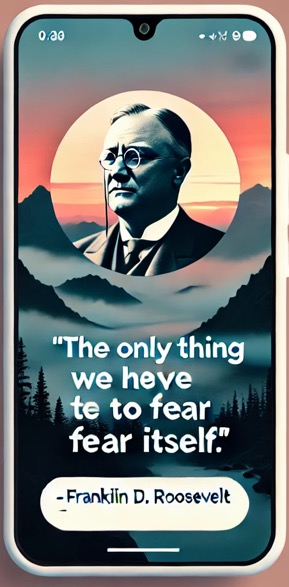 0.30
"The only thing
we heve
te to fear
fear itself."
-Franklin D. Roosevelt